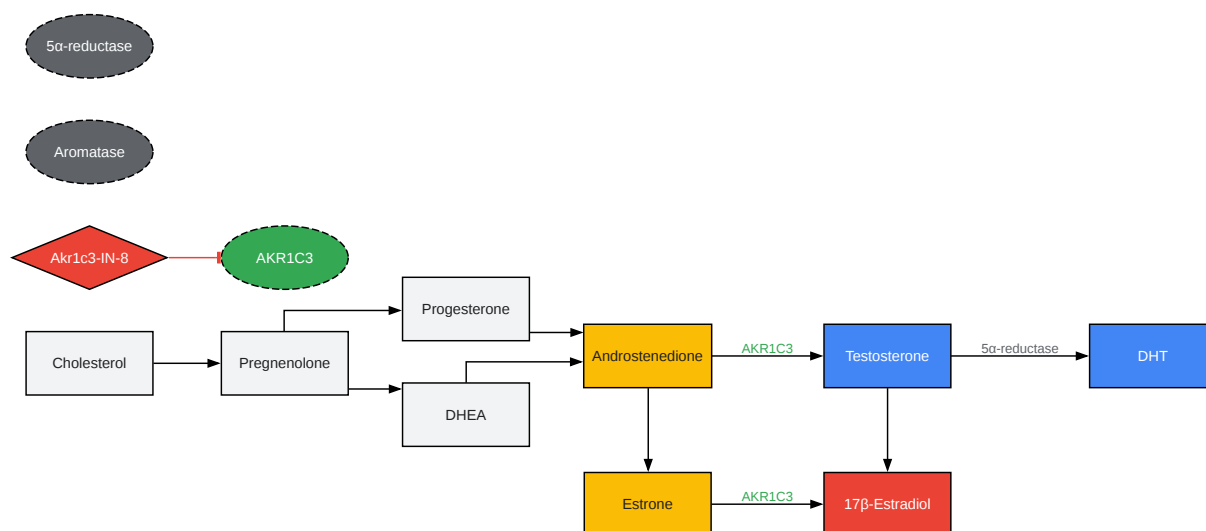 5α-reductase
Aromatase
Akr1c3-IN-8
AKR1C3
Progesterone
Cholesterol
Pregnenolone
Androstenedione
AKR1C3
Testosterone
5α-reductase
DHT
DHEA
Estrone
AKR1C3
17β-Estradiol